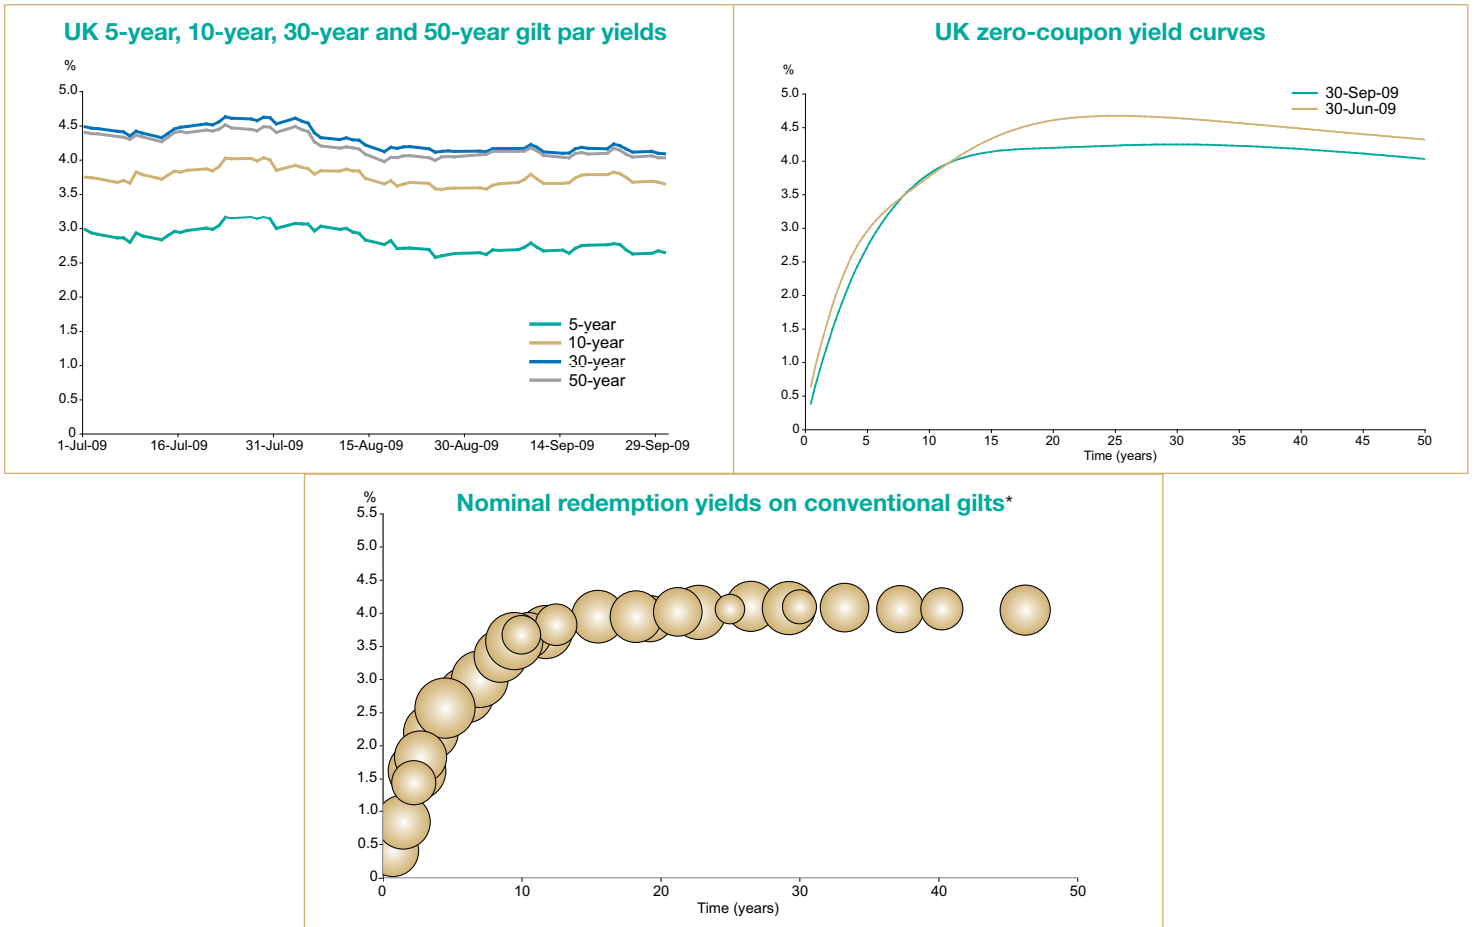 UK 5-year, 10-year, 30-year and 50-year gilt par yields
%
5.0
4.5
4.0
3.5
3.0
2.5
2.0
1.5
1.0
0.5
0
1-Jul-09 16-Jul-09 31-Jul-09 15-Aug-09 30-Aug-09 14-Sep-09 29-Sep-09
5-year
10-year
30-year
50-year
UK zero-coupon yield curves
%
5.0
4.5
4.0
3.5
3.0
2.5
2.0
1.5
1.0
0.5
0
0 5 10 15 20 25 30 35 40 45 50
Time (years)
30-Sep-09
30-Jun-09
Nominal redemption yields on conventional gilts*
%
5.5
5.0
4.5
4.0
3.5
3.0
2.5
2.0
1.5
1.0
0.5
0
0 10 20 30 40 50
Time (years)